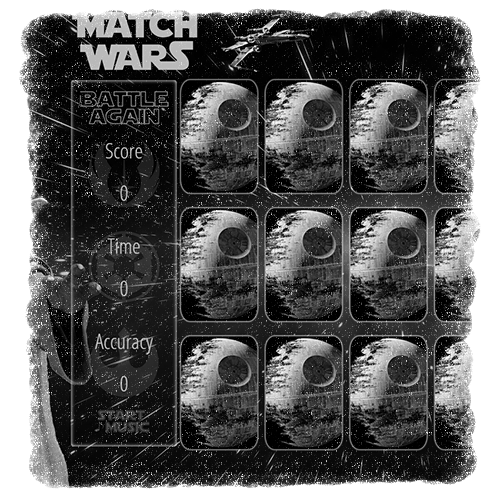 MATCH
WARS
BATTLE
AGAIN
Score
0
Time
0
Accuracy
0
START
MUSIC